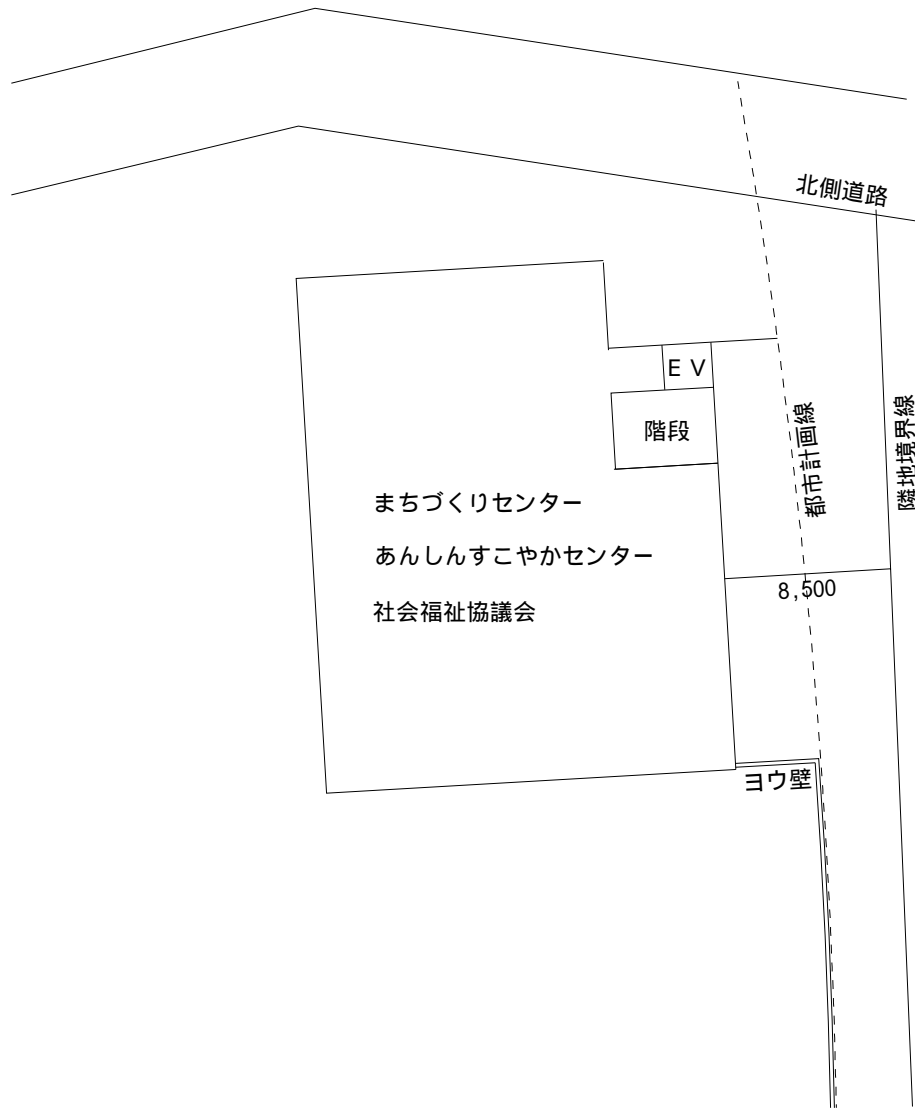 北側道路
ＥＶ
階段
都市計画線
隣地境界線
まちづくりセンター
あんしんすこやかセンター
社会福祉協議会
8,500
ヨウ壁